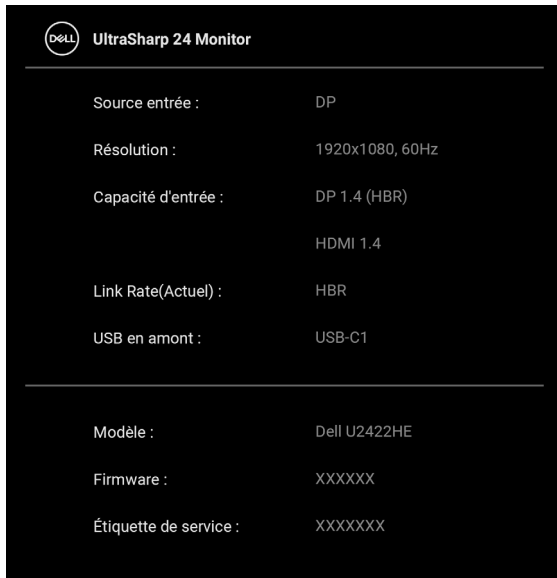 DELL UltraSharp 24 Monitor
Source entrée : DP
Résolution : 1920x1080, 60Hz
Capacité d'entrée : DP 1.4 (HBR)
HDMI 1.4
Link Rate(Actuel) : HBR
USB en amont : USB-C1
Modèle : Dell U2422HE
Firmware : XXXXXX
Étiquette de service : XXXXXXX